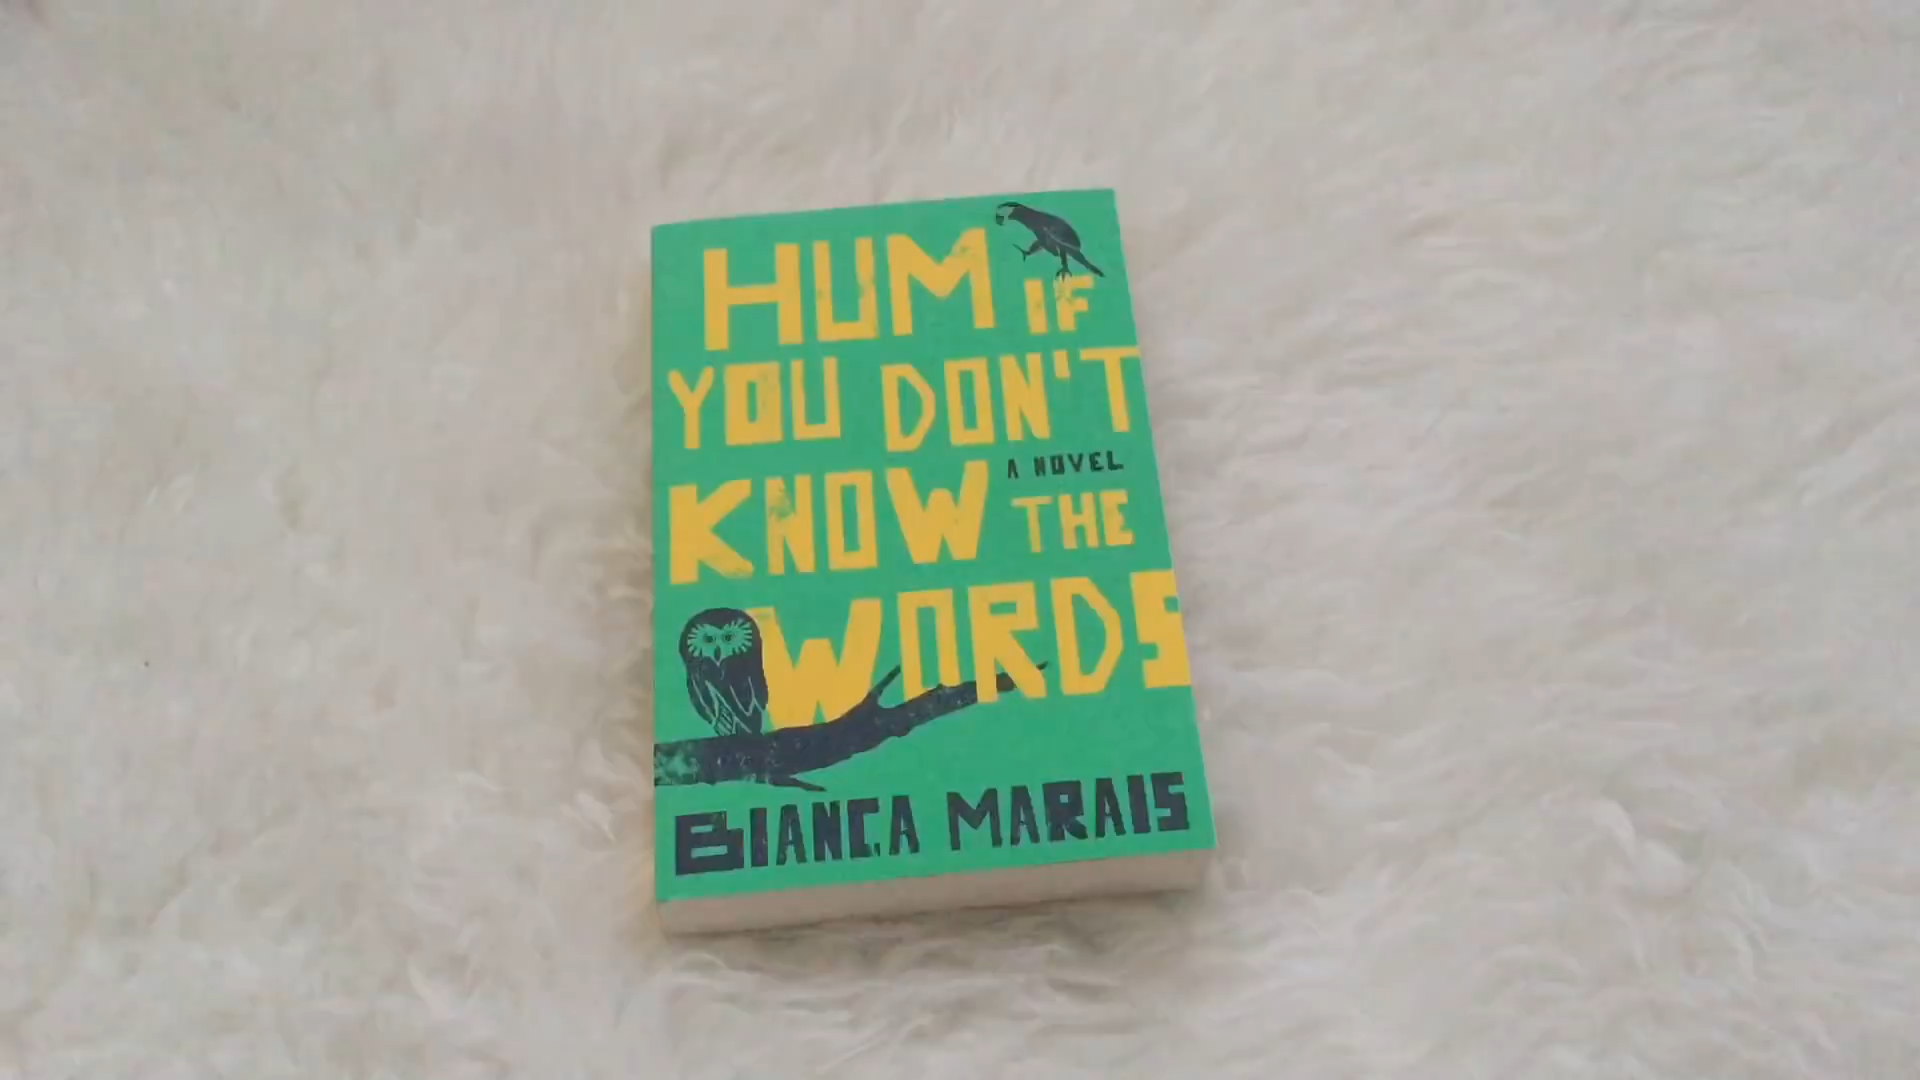 HUM IF
YOU DON'T
A NOVEL
KNOW THE
WORDS
BIANCA MARAIS